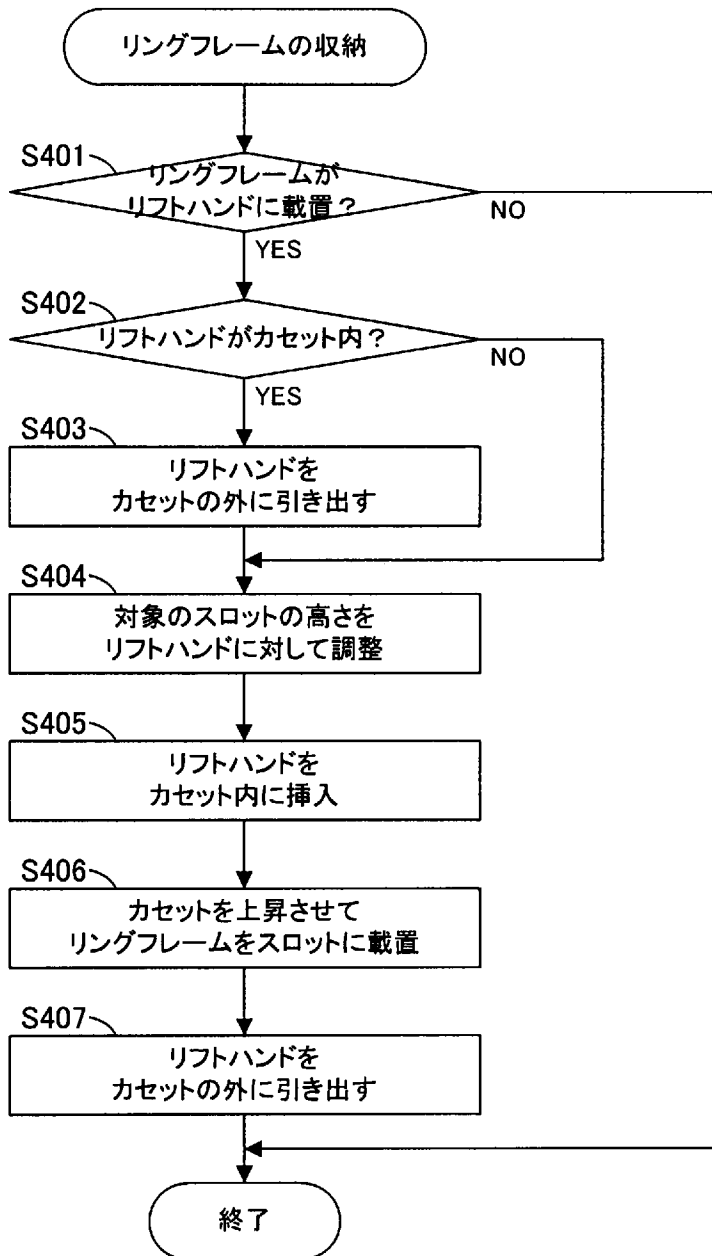 リングフレームの収納
S401
リングフレームが
リフトハンドに載置？
NO
YES
S402
リフトハンドがカセット内？
NO
YES
S403
リフトハンドを
カセットの外に引き出す
S404
対象のスロットの高さを
リフトハンドに対して調整
S405
リフトハンドを
カセット内に挿入
S406
カセットを上昇させて
リングフレームをスロットに載置
S407
リフトハンドを
カセットの外に引き出す
終了